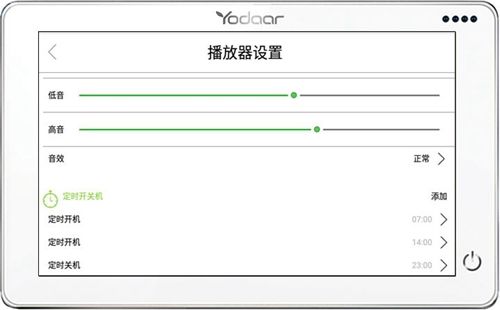 Yodaar
播放器设置
低音
高音
音效 正常
定时开关机 添加
定时开机 07:00
定时开机 14:00
定时关机 23:00